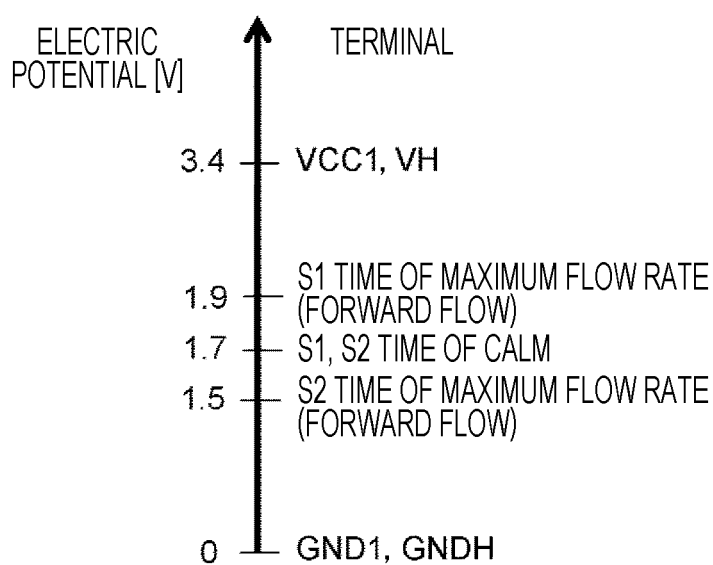 ELECTRIC
POTENTIAL [V]
TERMINAL
3.4 VCC1, VH
1.9 S1 TIME OF MAXIMUM FLOW RATE
(FORWARD FLOW)
1.7 S1, S2 TIME OF CALM
1.5 S2 TIME OF MAXIMUM FLOW RATE
(FORWARD FLOW)
0 GND1, GNDH